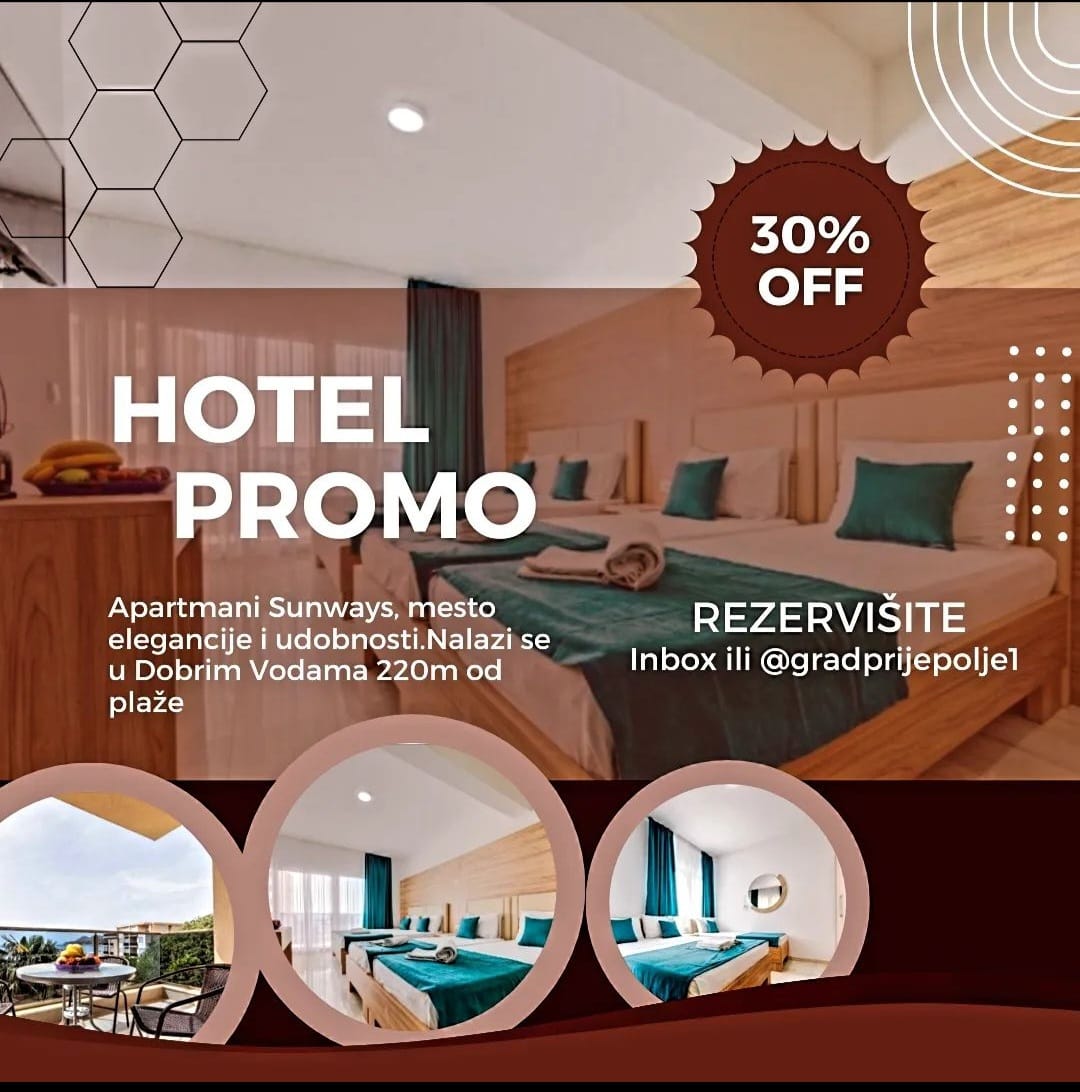 30%
OFF
HOTEL
PROMO
Apartmani Sunways, mesto
elegancije i udobnosti.Nalazi se
u Dobrim Vodama 220m od
plaže
REZERVIŠITE
Inbox ili @gradprijepolje1